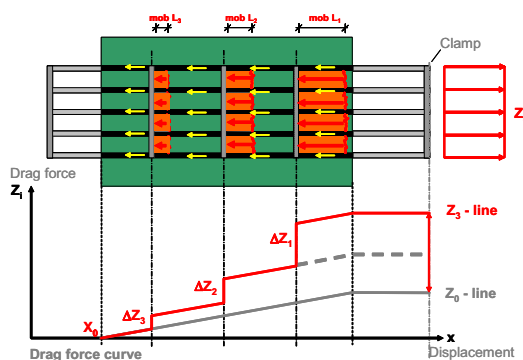 mob L₃
mob L₂
mob L₁
Clamp
Z
Drag force
Zᵢ
Z₃ - line
ΔZ₁
ΔZ₂
ΔZ₃
X₀
Z₀ - line
x
Drag force curve
Displacement